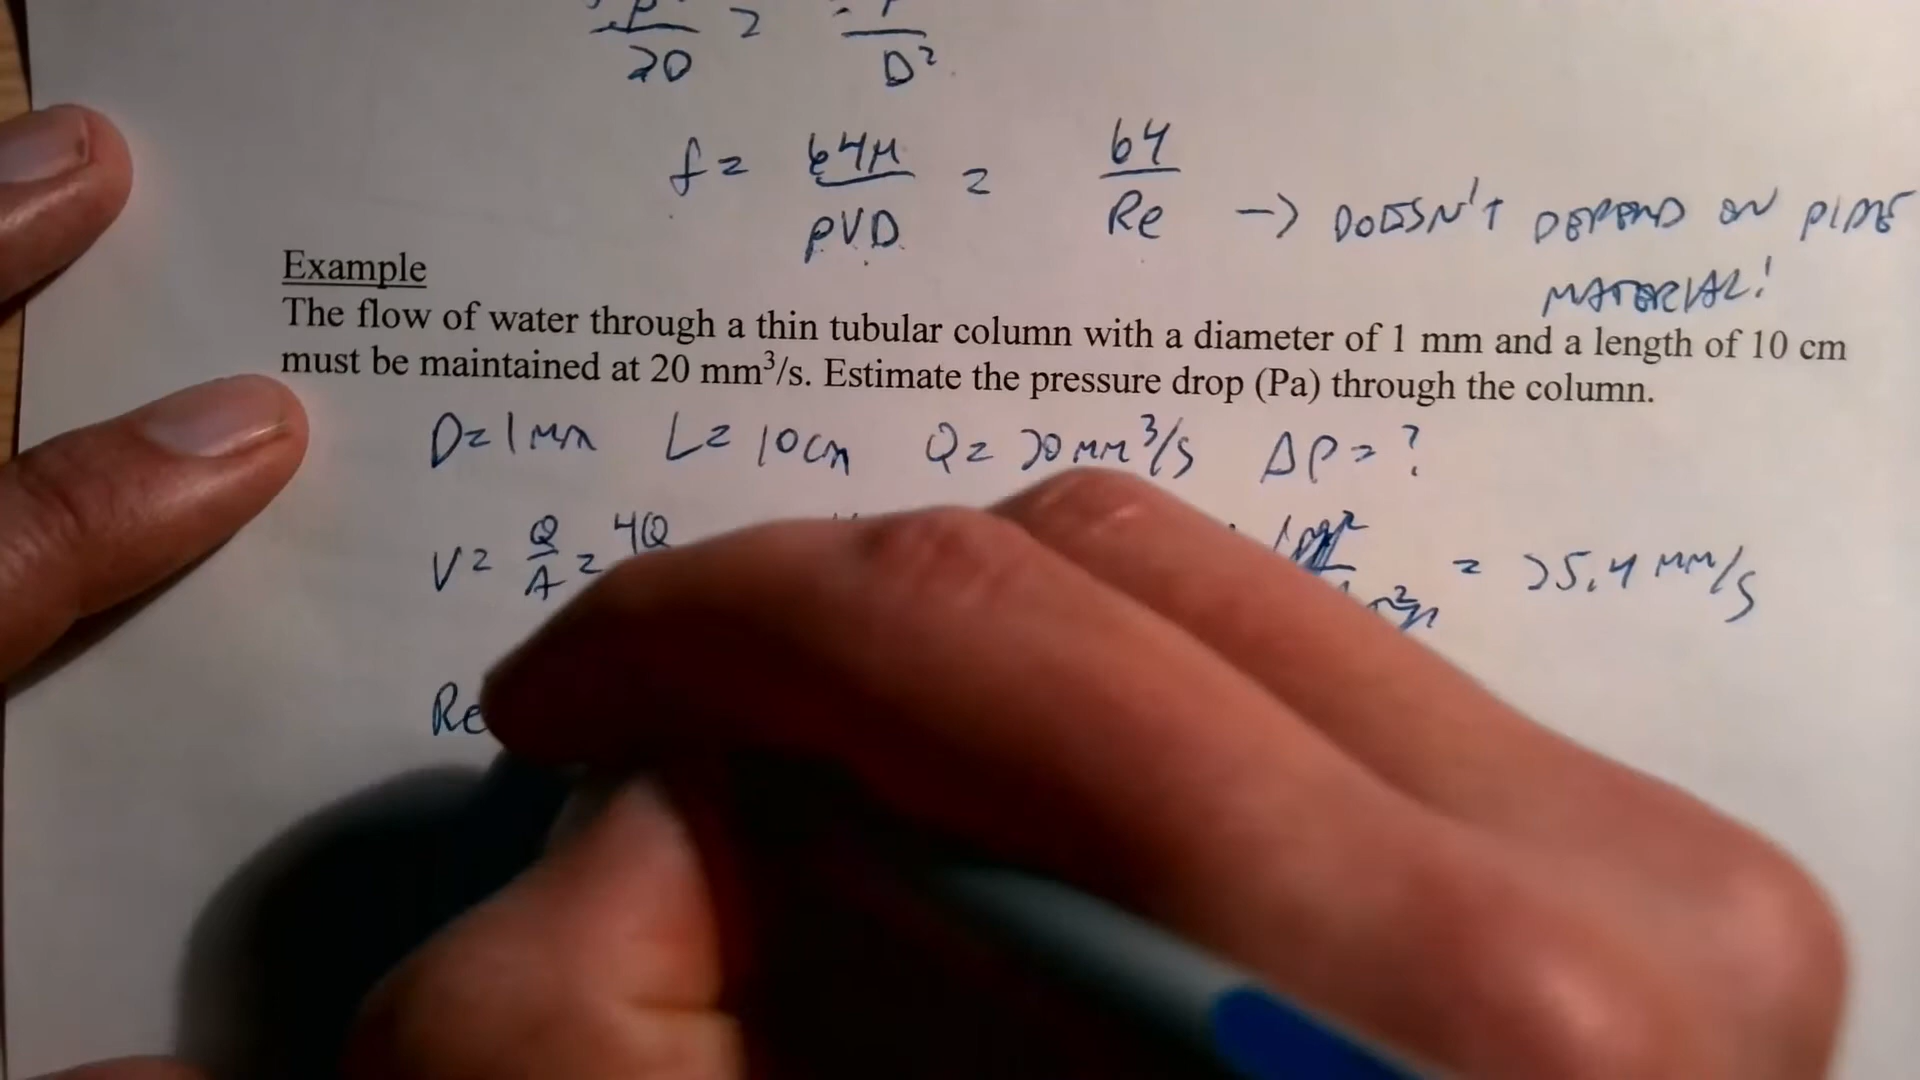 20 = D²
f = 64μ / ρVD = 64 / Re → DOESN'T DEPEND ON PIPE
MATERIAL!
Example
The flow of water through a thin tubular column with a diameter of 1 mm and a length of 10 cm
must be maintained at 20 mm³/s. Estimate the pressure drop (Pa) through the column.
D = 1 mm L = 10 cm Q = 20 mm³/s ΔP = ?
V = Q / A = 4Q = 25.4 mm/s
Re